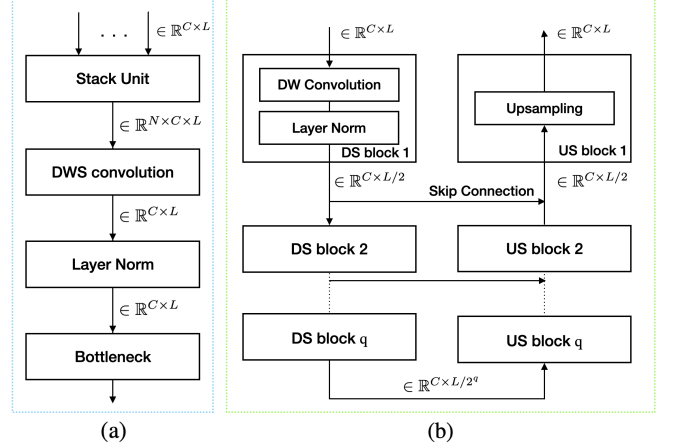 . . .
∈ ℝ^{C×L}
Stack Unit
∈ ℝ^{N×C×L}
DWS convolution
∈ ℝ^{C×L}
Layer Norm
∈ ℝ^{C×L}
Bottleneck
(a)
∈ ℝ^{C×L}
DW Convolution
Layer Norm
DS block 1
∈ ℝ^{C×L/2}
Skip Connection
DS block 2
DS block q
∈ ℝ^{C×L/2^q}
∈ ℝ^{C×L}
Upsampling
US block 1
∈ ℝ^{C×L/2}
US block 2
US block q
(b)